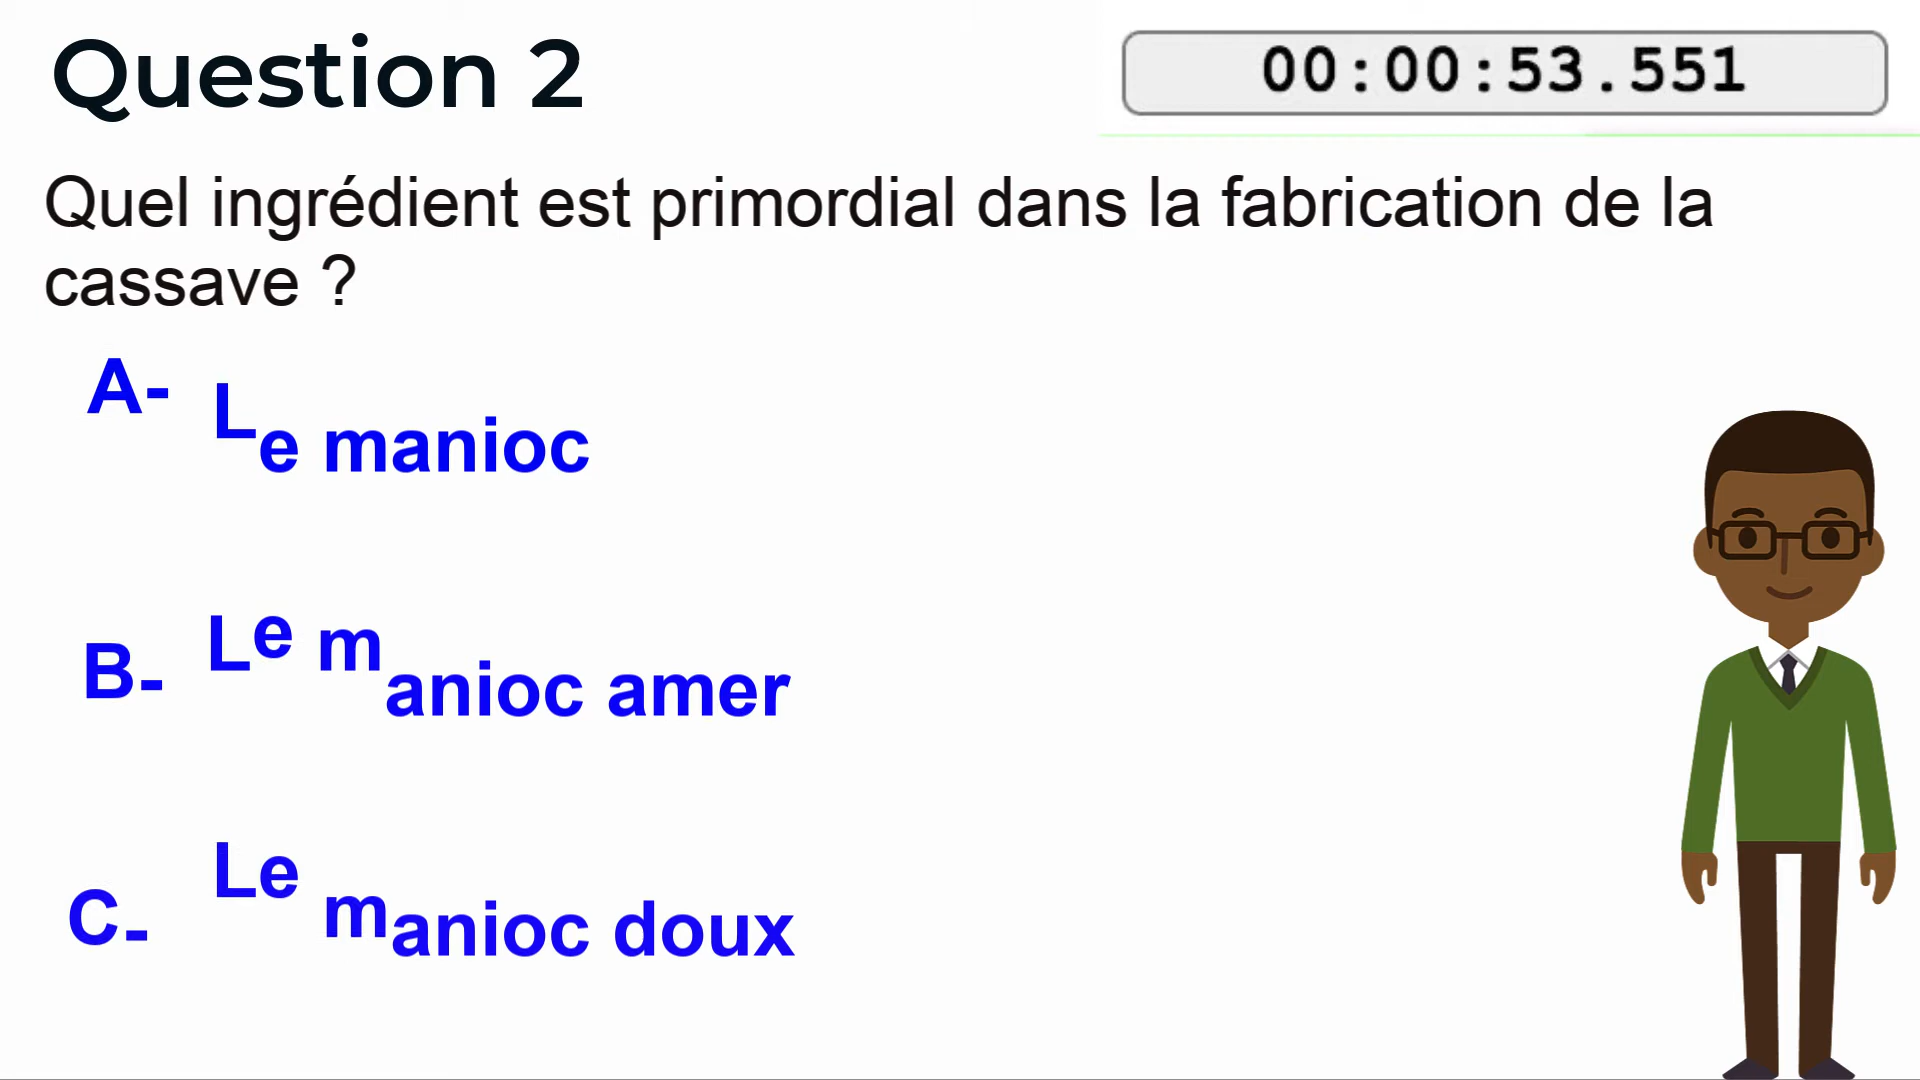 Question 2
00:00:53.551
Quel ingrédient est primordial dans la fabrication de la
cassave ?
A- Le manioc
B- Le manioc amer
C- Le manioc doux